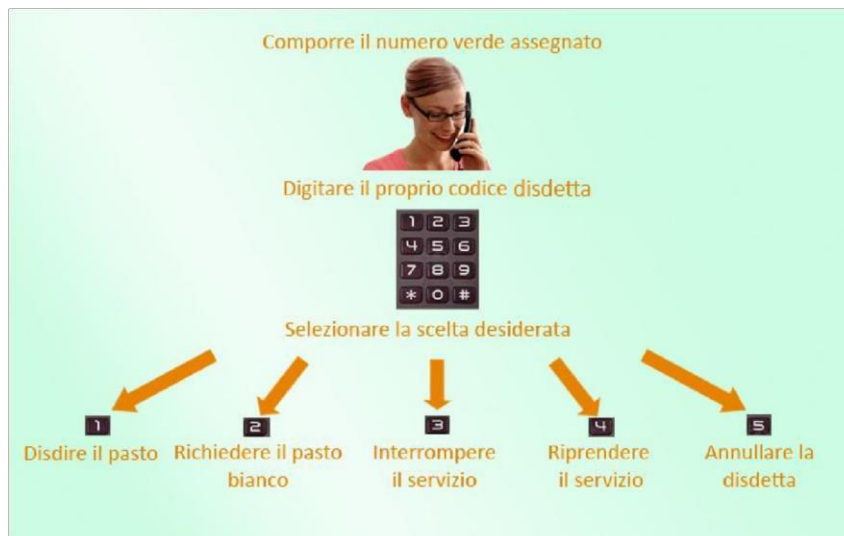 Comporre il numero verde assegnato
Digitare il proprio codice disdetta
1 2 3
4 5 6
7 8 9
* 0 #
Selezionare la scelta desiderata
1
Disdire il pasto
2
Richiedere il pasto
bianco
3
Interrompere
il servizio
4
Riprendere
il servizio
5
Annullare la
disdetta